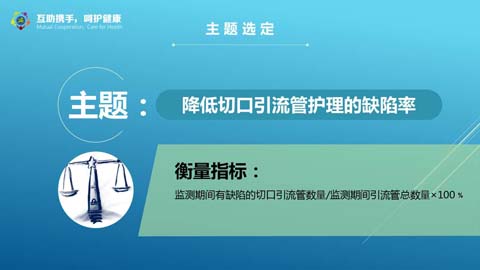 互助携手，呵护健康
Mutual Cooperation, Care for Health
主题选定
主题：
降低切口引流管护理的缺陷率
衡量指标：
监测期间有缺陷的切口引流管数量/监测期间引流管总数量×100％